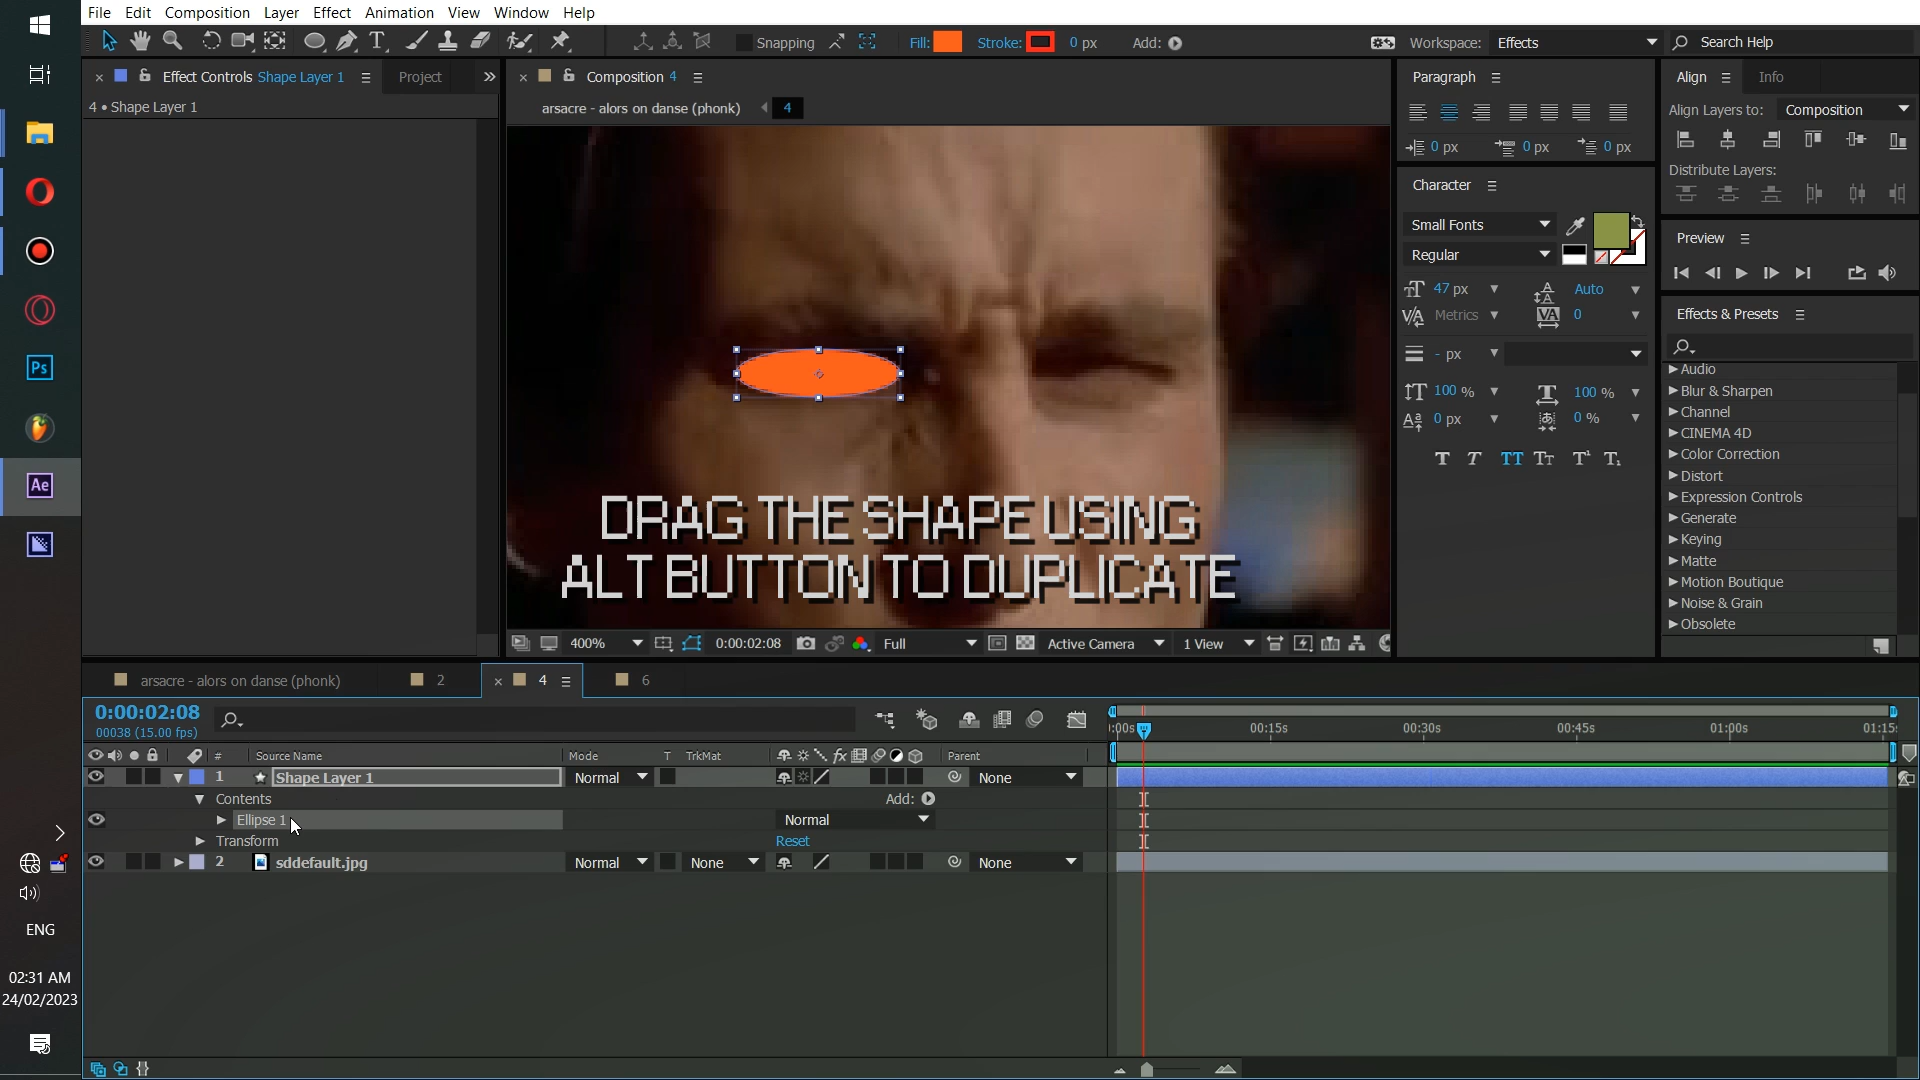 File Edit Composition Layer Effect Animation View Window Help
Snapping Fill: Stroke: 0 px Add: Workspace: Effects Search Help
Effect Controls Shape Layer 1 Project
4 • Shape Layer 1
Composition 4
arsacre - alors on danse (phonk) 4
DRAG THE SHAPE USING
ALT BUTTON TO DUPLICATE
400% 0:00:02:08 Full Active Camera 1 View
Paragraph
0 px 0 px 0 px
Character
Small Fonts
Regular
47 px Auto
Metrics 0
- px
100 % 100 %
0 px 0 %
Align Info
Align Layers to: Composition
Distribute Layers:
Preview
Effects & Presets
Audio
Blur & Sharpen
Channel
CINEMA 4D
Color Correction
Distort
Expression Controls
Generate
Keying
Matte
Motion Boutique
Noise & Grain
Obsolete
arsacre - alors on danse (phonk) 2 4 6
0:00:02:08
00038 (15.00 fps)
:00s 00:15s 00:30s 00:45s 01:00s 01:15s
# Source Name Mode T TrkMat Parent
1 Shape Layer 1 Normal None
Contents Add:
Ellipse 1 Normal
Transform Reset
2 sddefault.jpg Normal None None
Ps
Ae
ENG
02:31 AM
24/02/2023